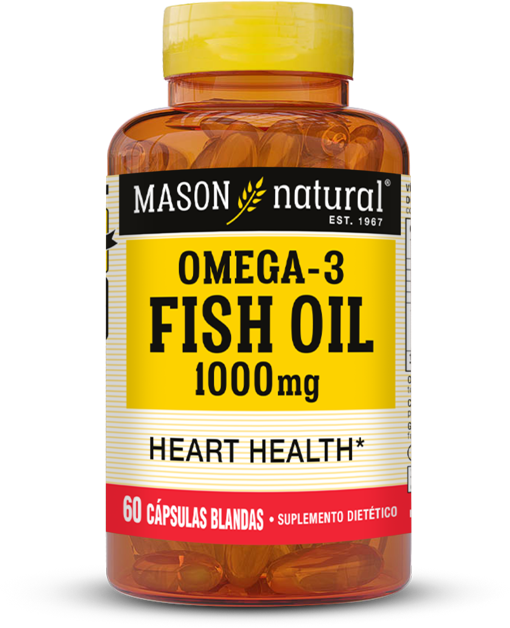 MASON natural®
EST. 1967
OMEGA-3
FISH OIL
1000mg
HEART HEALTH*
60 CÁPSULAS BLANDAS • SUPLEMENTO DIETÉTICO